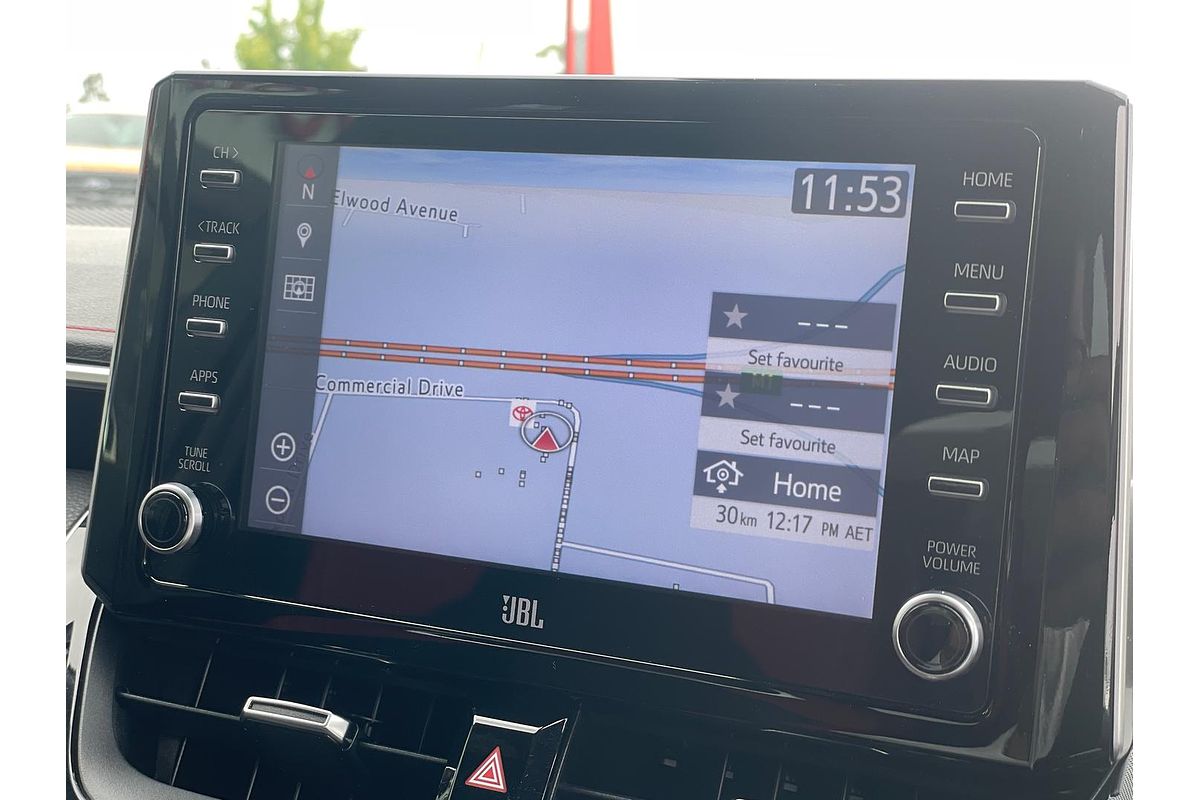 CH>
<TRACK
PHONE
APPS
TUNE
SCROLL
N
Elwood Avenue
Commercial Drive
11:53
---
Set favourite
M1
---
Set favourite
Home
30km 12:17 PM AET
HOME
MENU
AUDIO
MAP
POWER
VOLUME
JBL